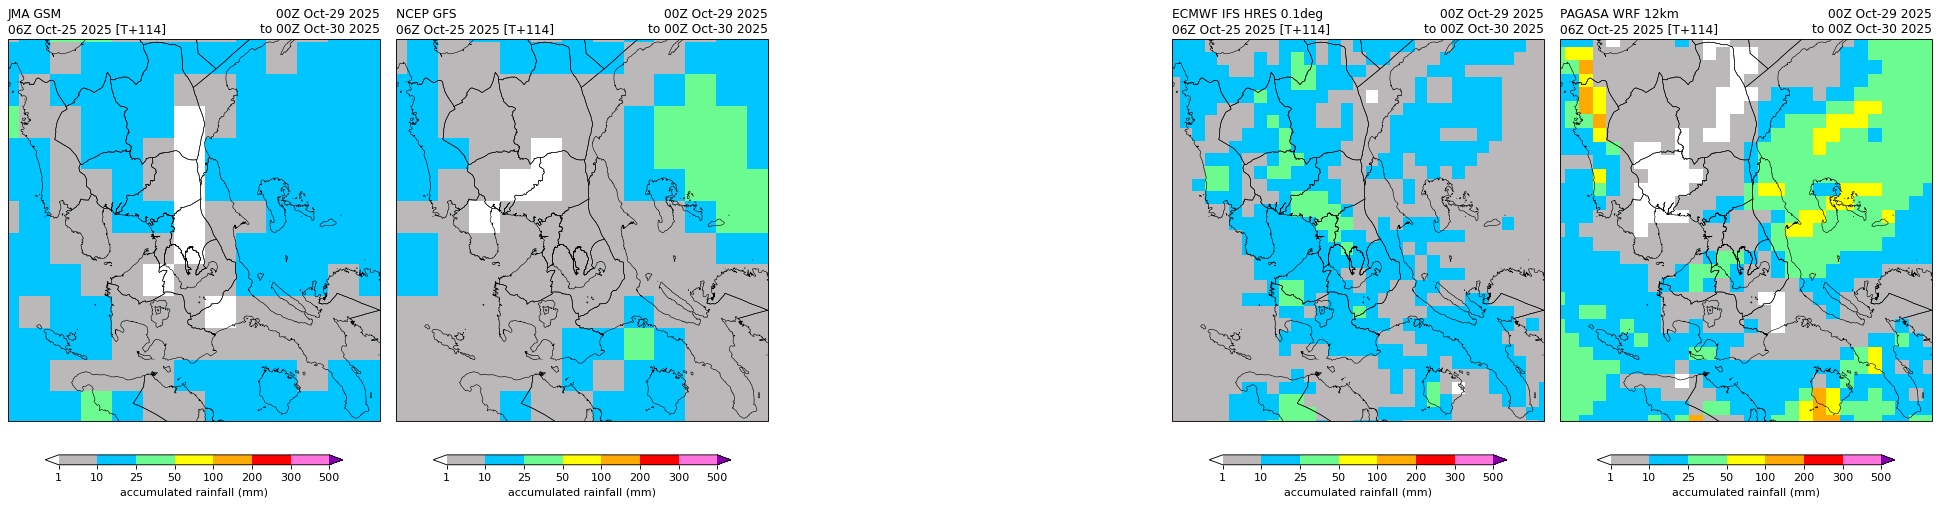 JMA GSM 00Z Oct-29 2025
06Z Oct-25 2025 [T+114] to 00Z Oct-30 2025
1 10 25 50 100 200 300 500
accumulated rainfall (mm)
NCEP GFS 00Z Oct-29 2025
06Z Oct-25 2025 [T+114] to 00Z Oct-30 2025
1 10 25 50 100 200 300 500
accumulated rainfall (mm)
ECMWF IFS HRES 0.1deg 00Z Oct-29 2025
06Z Oct-25 2025 [T+114] to 00Z Oct-30 2025
1 10 25 50 100 200 300 500
accumulated rainfall (mm)
PAGASA WRF 12km 00Z Oct-29 2025
06Z Oct-25 2025 [T+114] to 00Z Oct-30 2025
1 10 25 50 100 200 300 500
accumulated rainfall (mm)